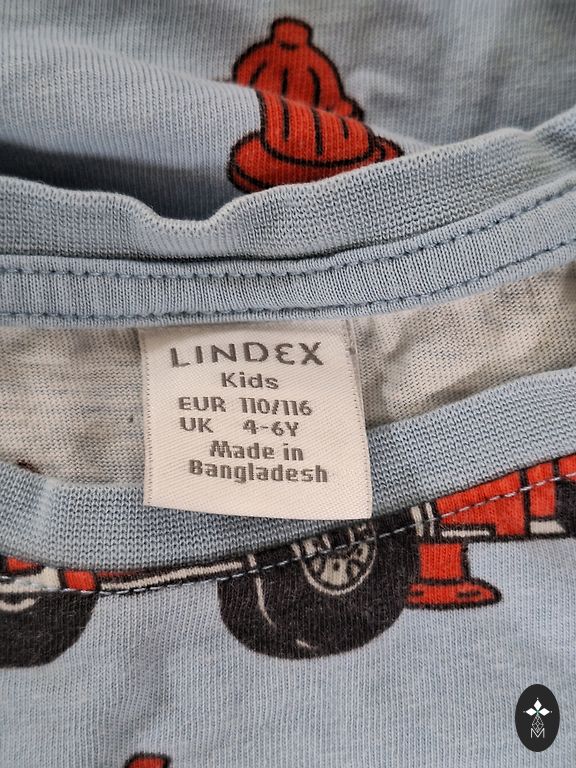 LINDEX
Kids
EUR 110/116
UK 4-6Y
Made in
Bangladesh
M